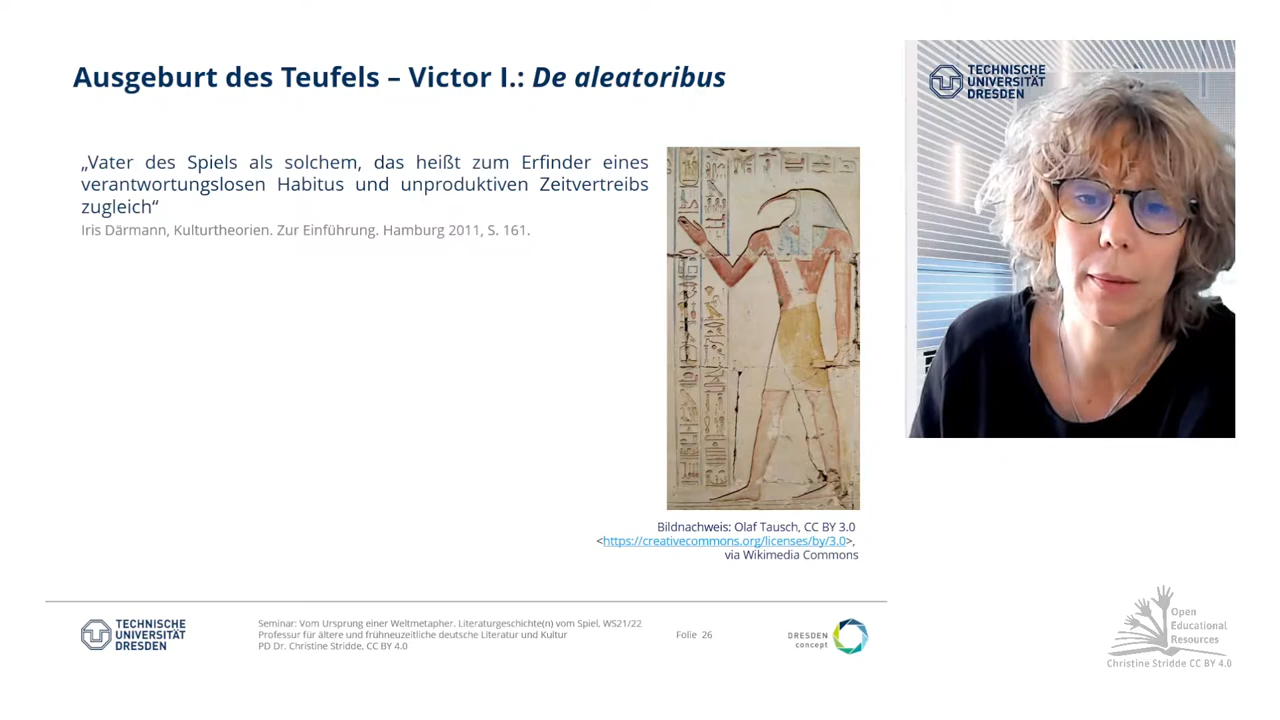 Ausgeburt des Teufels – Victor I.: De aleatoribus
„Vater des Spiels als solchem, das heißt zum Erfinder eines
verantwortungslosen Habitus und unproduktiven Zeitvertreibs
zugleich“
Iris Därmann, Kulturtheorien. Zur Einführung. Hamburg 2011, S. 161.
Bildnachweis: Olaf Tausch, CC BY 3.0
<https://creativecommons.org/licenses/by/3.0>,
via Wikimedia Commons
TECHNISCHE
UNIVERSITÄT
DRESDEN
TECHNISCHE
UNIVERSITÄT
DRESDEN
Seminar: Vom Ursprung einer Weltmetapher. Literaturgeschichte(n) vom Spiel, WS21/22
Professur für ältere und frühneuzeitliche deutsche Literatur und Kultur
PD Dr. Christine Stridde, CC BY 4.0
Folie 26
DRESDEN
concept
Open
Educational
Resources
Christine Stridde CC BY 4.0